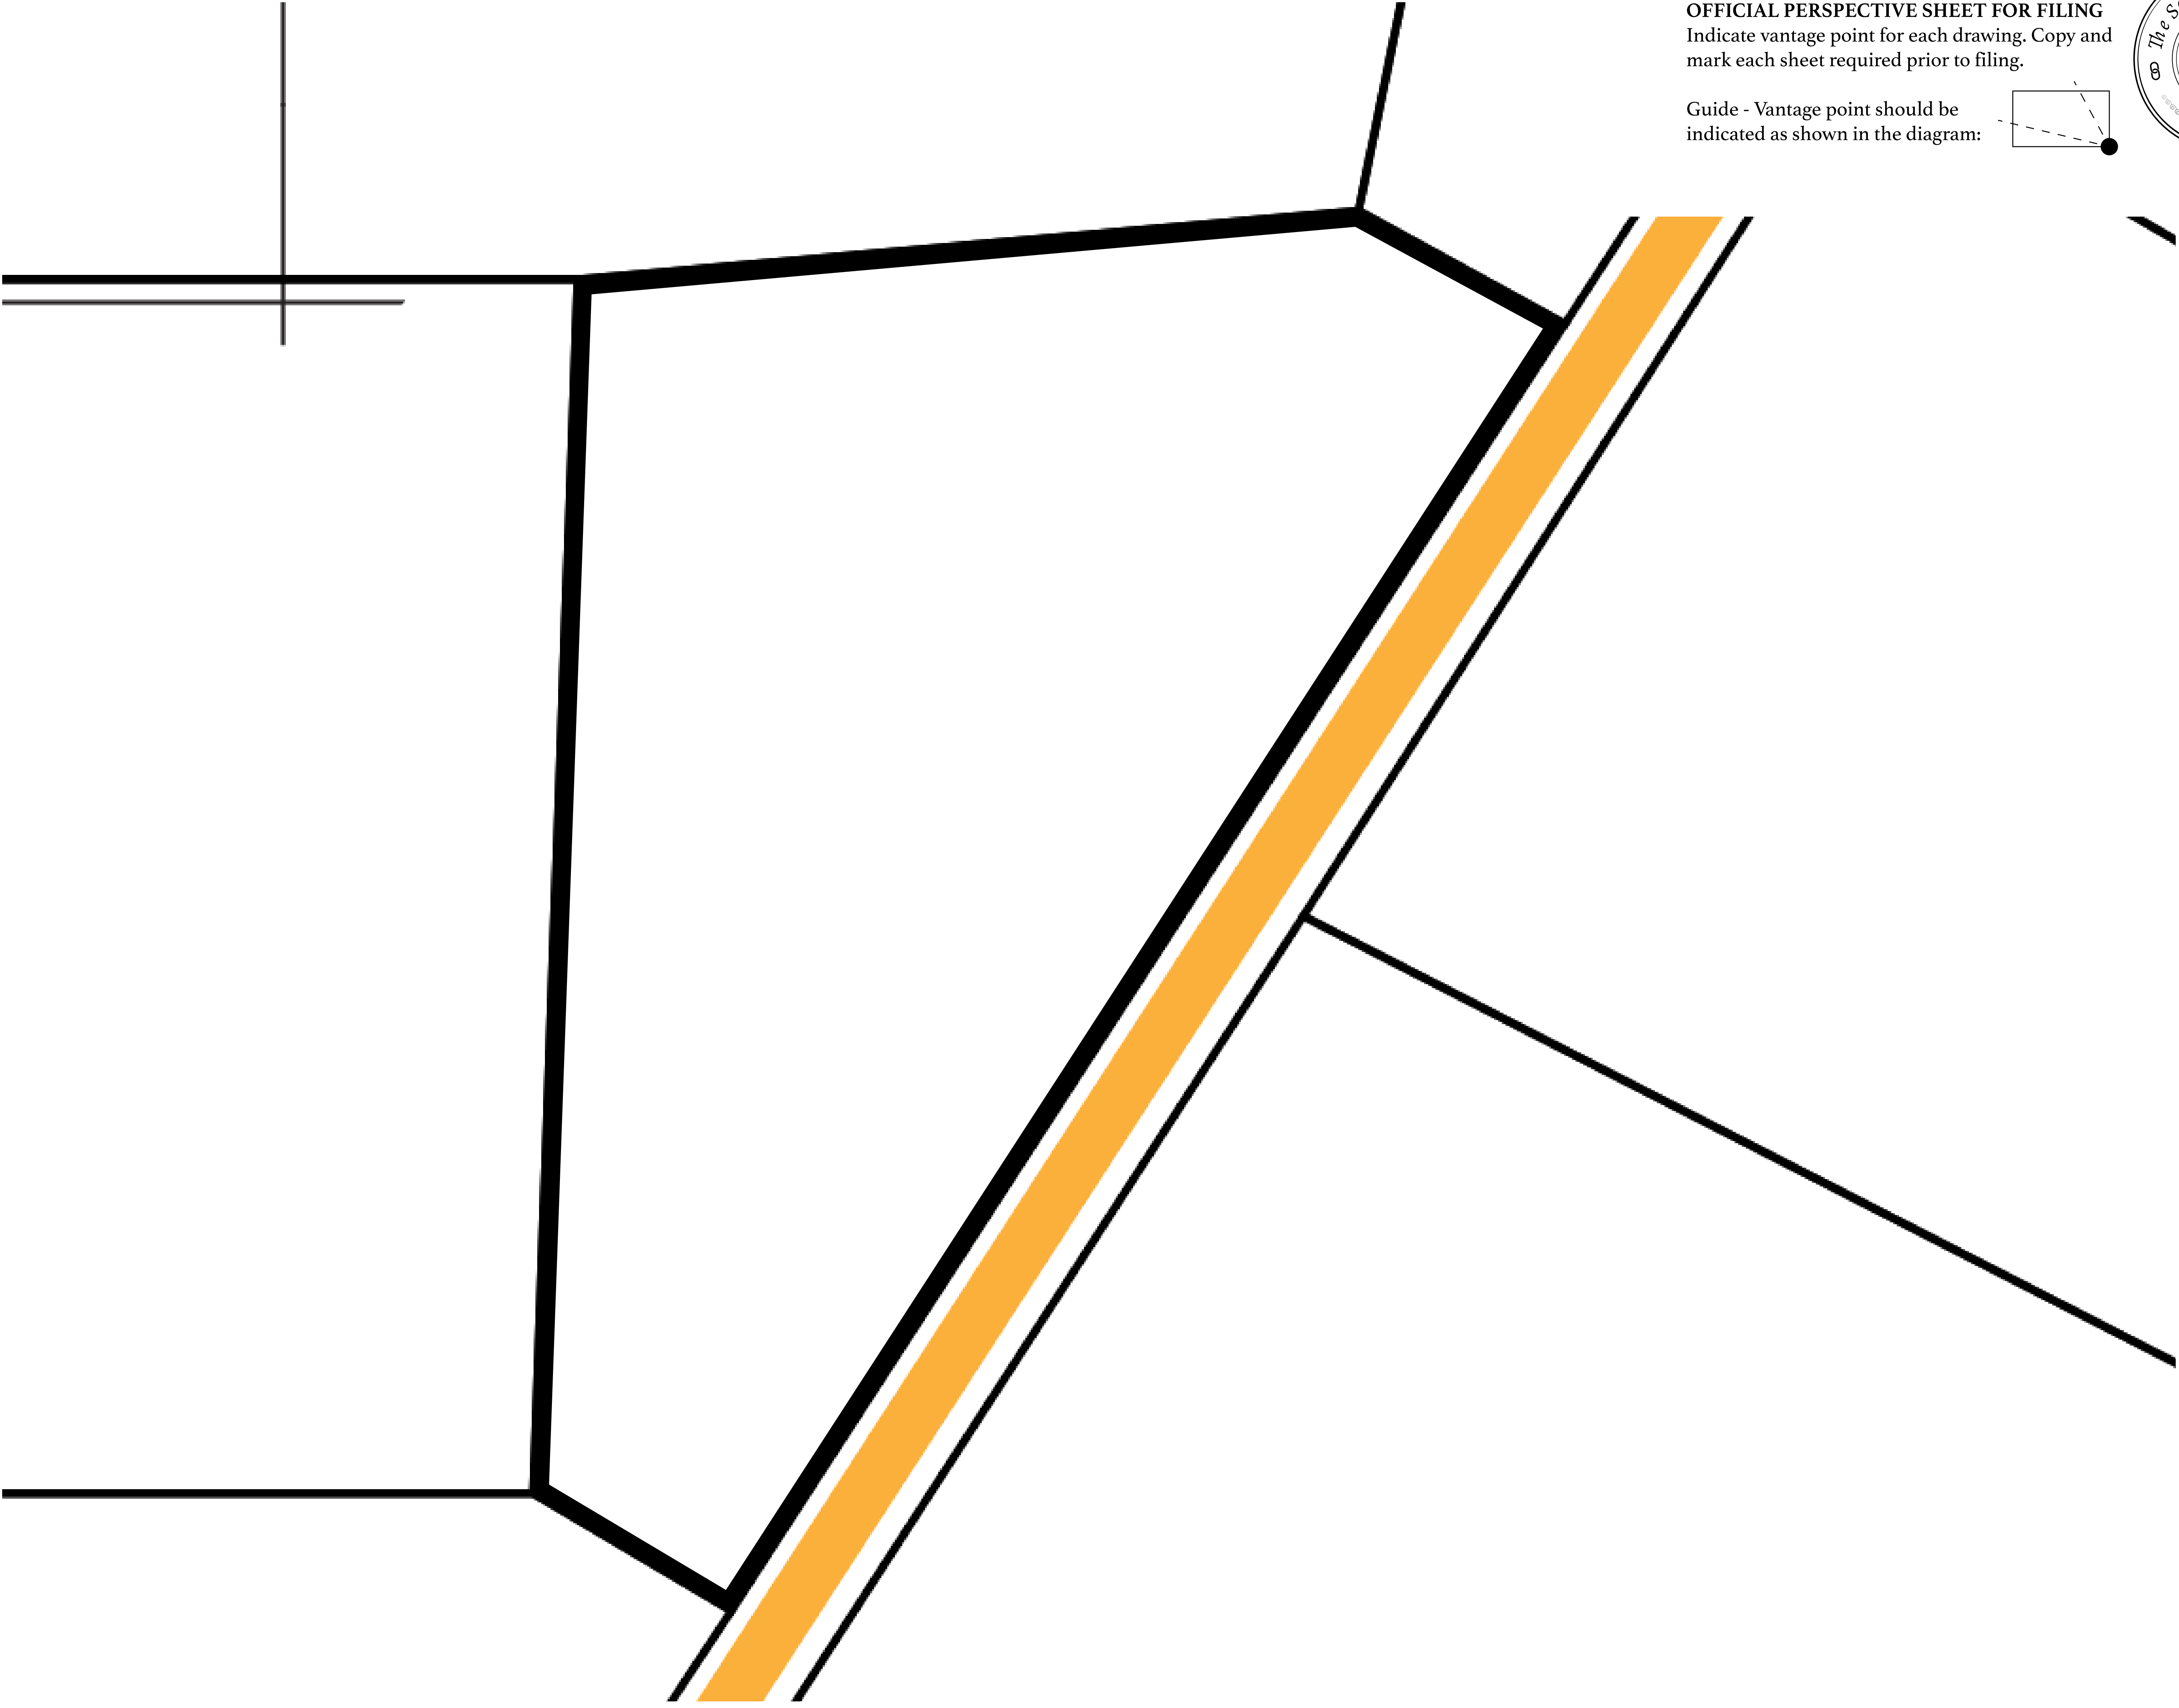 OFFICIAL PERSPECTIVE SHEET FOR FILING
Indicate vantage point for each drawing. Copy and
mark each sheet required prior to filing.
Guide - Vantage point should be
indicated as shown in the diagram:
The